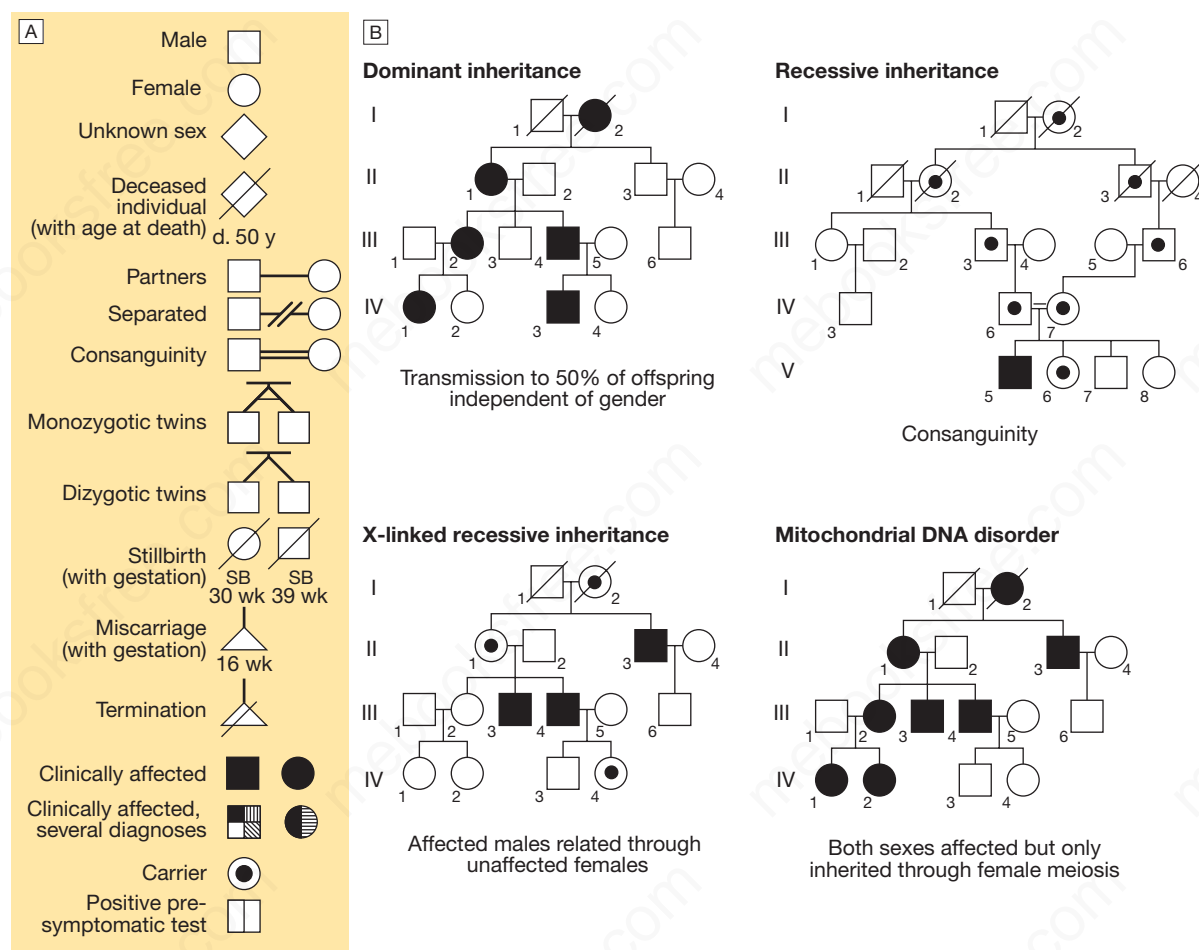 A
Male
Female
Unknown sex
Deceased
individual
(with age at death)
d. 50 y
Partners
Separated
Consanguinity
Monozygotic twins
Dizygotic twins
Stillbirth
(with gestation)
SB
30 wk
SB
39 wk
Miscarriage
(with gestation)
16 wk
Termination
Clinically affected
Clinically affected,
several diagnoses
Carrier
Positive pre-
symptomatic test
B
Dominant inheritance
I
1 2
II
1 2 3 4
III
1 2 3 4 5 6
IV
1 2 3 4
Transmission to 50% of offspring
independent of gender
Recessive inheritance
I
1 2
II
1 2 3 4
III
1 2 3 4 5 6
IV
3 6 7
V
5 6 7 8
Consanguinity
X-linked recessive inheritance
I
1 2
II
1 2 3 4
III
1 2 3 4 5 6
IV
1 2 3 4
Affected males related through
unaffected females
Mitochondrial DNA disorder
I
1 2
II
1 2 3 4
III
1 2 3 4 5 6
IV
1 2 3 4
Both sexes affected but only
inherited through female meiosis
mebooksfree.com